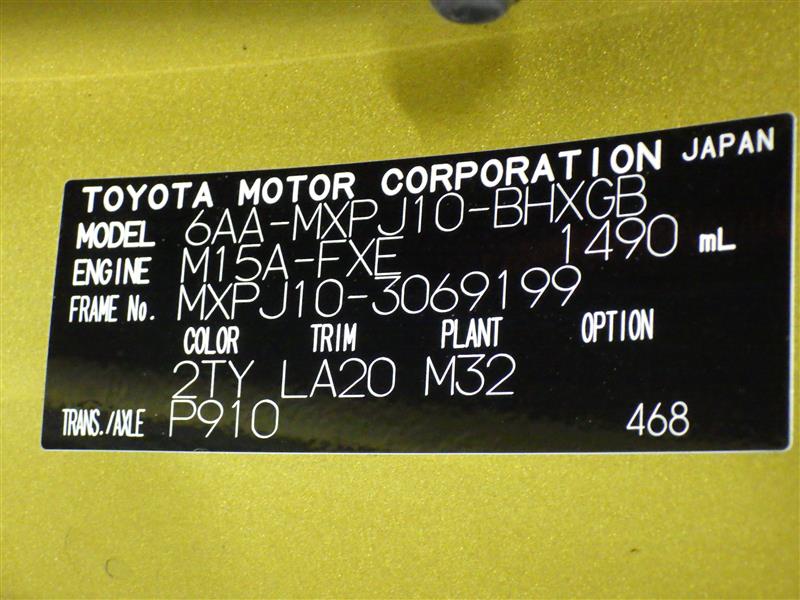 TOYOTA MOTOR CORPORATION JAPAN
MODEL 6AA-MXPJ10-BHXGB
ENGINE M15A-FXE 1490 mL
FRAME No. MXPJ10-3069199
COLOR TRIM PLANT OPTION
2TY LA20 M32
TRANS./AXLE P910 468